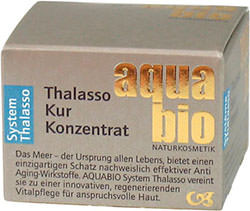 System
Thalasso
Thalasso
Kur
Konzentrat
aqua
bio
NATURKOSMETIK
Das Meer - der Ursprung allen Lebens, bietet einen
einzigartigen Schatz nachweislich effektiver Anti
Aging-Wirkstoffe. AQUABIO System Thalasso vereint
sie zu einer innovativen, regenerierenden
Vitalpflege für anspruchsvolle Haut.